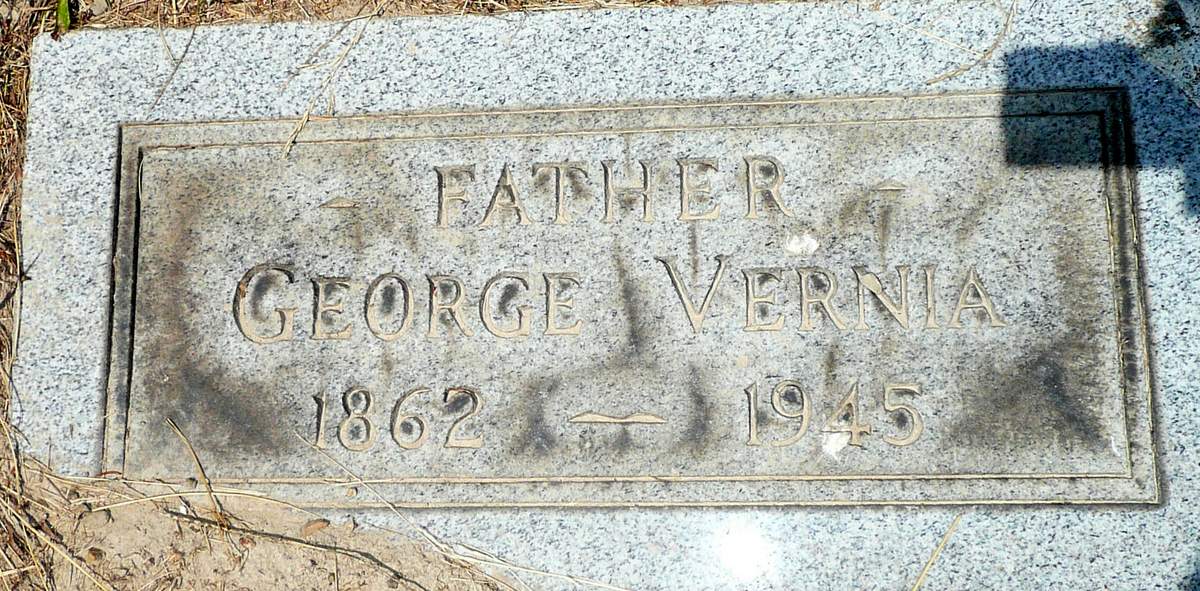 FATHER
GEORGE VERNIA
1862 — 1945